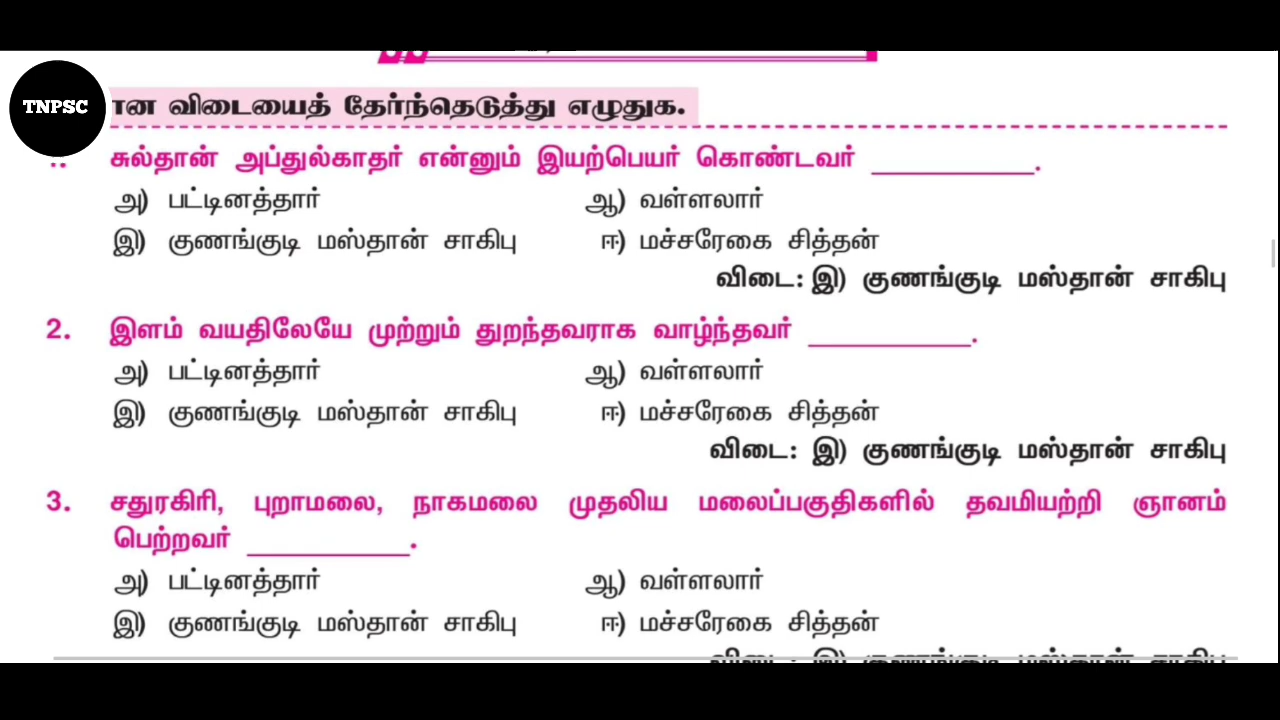 TNPSC
ான விடையைத் தேர்ந்தெடுத்து எழுதுக.
சுல்தான் அப்துல்காதர் என்னும் இயற்பெயர் கொண்டவர் ____________.
அ) பட்டினத்தார் ஆ) வள்ளலார்
இ) குணங்குடி மஸ்தான் சாகிபு ஈ) மச்சரேகை சித்தன்
விடை: இ) குணங்குடி மஸ்தான் சாகிபு
2. இளம் வயதிலேயே முற்றும் துறந்தவராக வாழ்ந்தவர் ____________.
அ) பட்டினத்தார் ஆ) வள்ளலார்
இ) குணங்குடி மஸ்தான் சாகிபு ஈ) மச்சரேகை சித்தன்
விடை: இ) குணங்குடி மஸ்தான் சாகிபு
3. சதுரகிரி, புறாமலை, நாகமலை முதலிய மலைப்பகுதிகளில் தவமியற்றி ஞானம்
பெற்றவர் ____________.
அ) பட்டினத்தார் ஆ) வள்ளலார்
இ) குணங்குடி மஸ்தான் சாகிபு ஈ) மச்சரேகை சித்தன்